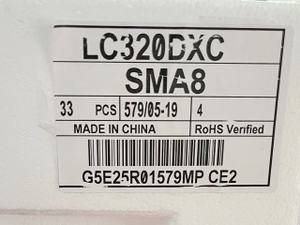 LC320DXC
SMA8
33 PCS 579/05-19 4
MADE IN CHINA RoHS Verified
G5E25R01579MP CE2